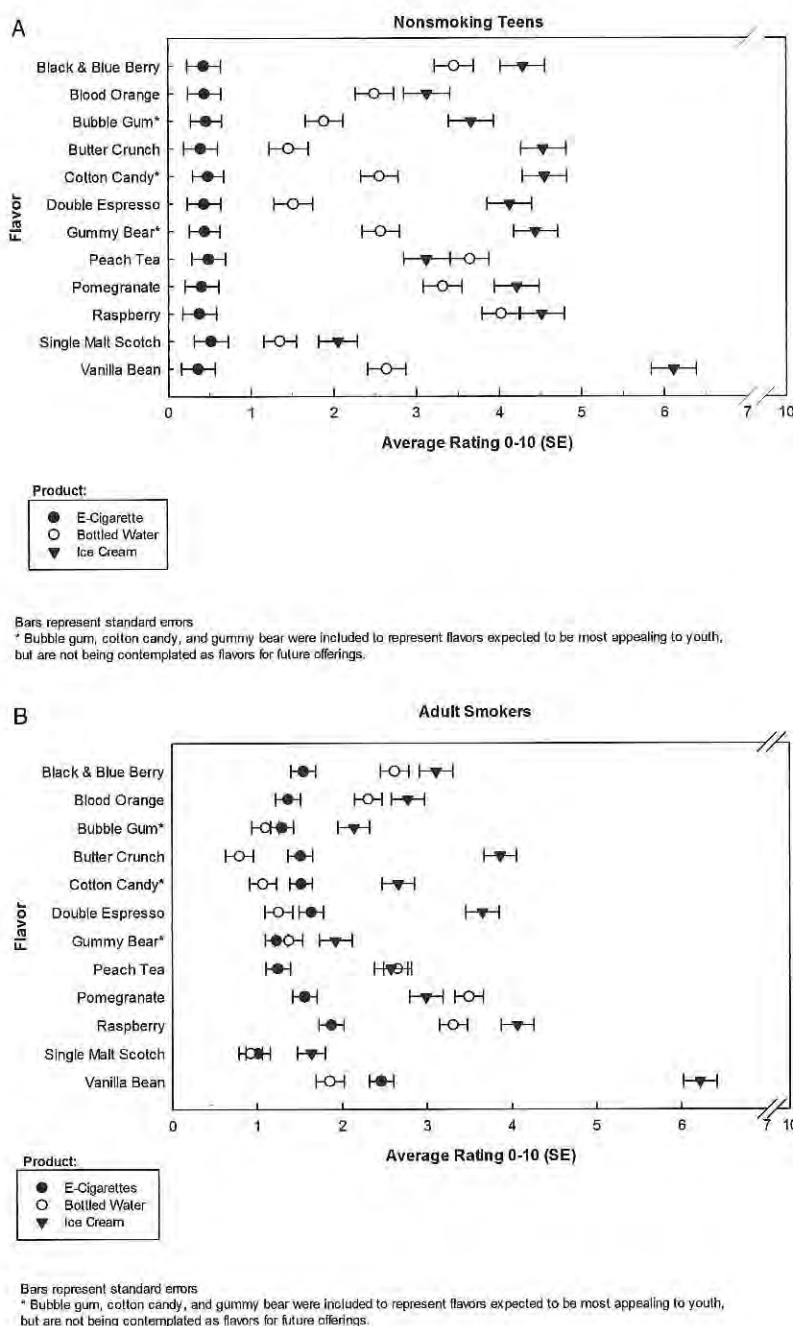 A
Nonsmoking Teens
Flavor
Black & Blue Berry
Blood Orange
Bubble Gum*
Butter Crunch
Cotton Candy*
Double Espresso
Gummy Bear*
Peach Tea
Pomegranate
Raspberry
Single Malt Scotch
Vanilla Bean
0 1 2 3 4 5 6 7 10
Average Rating 0-10 (SE)
Product:
E-Cigarette
Bottled Water
Ice Cream
Bars represent standard errors
* Bubble gum, cotton candy, and gummy bear were included to represent flavors expected to be most appealing to youth,
but are not being contemplated as flavors for future offerings.
B
Adult Smokers
Flavor
Black & Blue Berry
Blood Orange
Bubble Gum*
Butter Crunch
Cotton Candy*
Double Espresso
Gummy Bear*
Peach Tea
Pomegranate
Raspberry
Single Malt Scotch
Vanilla Bean
0 1 2 3 4 5 6 7 10
Average Rating 0-10 (SE)
Product:
E-Cigarettes
Bottled Water
Ice Cream
Bars represent standard errors
* Bubble gum, cotton candy, and gummy bear were included to represent flavors expected to be most appealing to youth,
but are not being contemplated as flavors for future offerings.